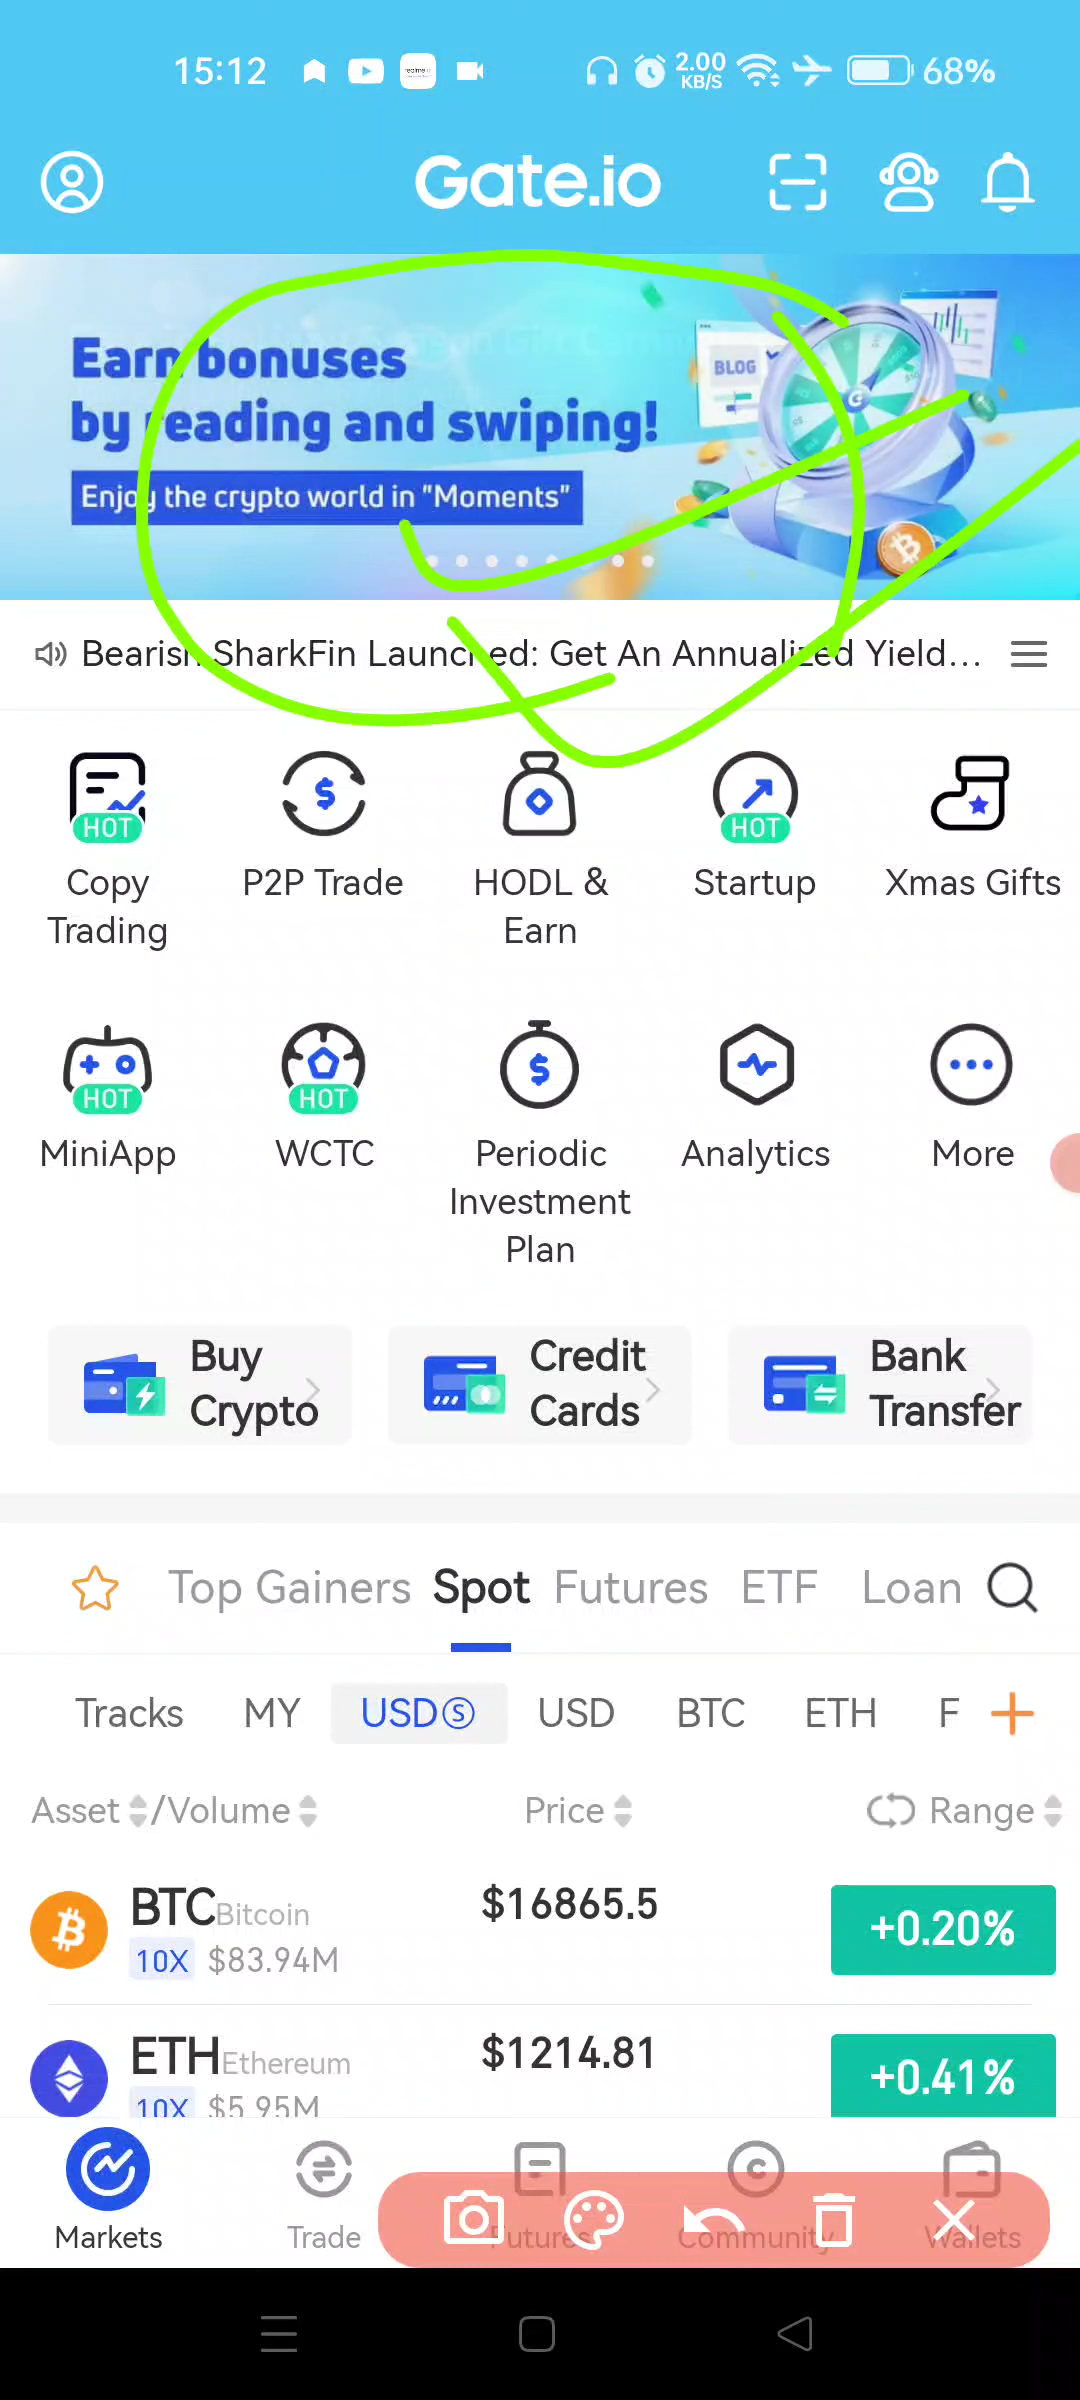 15:12
2.00
KB/S
68%
Gate.io
Earn bonuses
by reading and swiping!
BLOG
Enjoy the crypto world in "Moments"
Bearish SharkFin Launched: Get An Annualized Yield...
HOT
HOT
Copy
Trading
P2P Trade
HODL &
Earn
Startup
Xmas Gifts
HOT
HOT
MiniApp
WCTC
Periodic
Investment
Plan
Analytics
More
Buy
Crypto
Credit
Cards
Bank
Transfer
Top Gainers
Spot
Futures
ETF
Loan
Tracks
MY
USDⓈ
USD
BTC
ETH
F
Asset
/Volume
Price
Range
BTC Bitcoin
$16865.5
+0.20%
10X $83.94M
ETH Ethereum
$1214.81
+0.41%
10X $5.95M
Markets
Trade
Futures
Community
Wallets